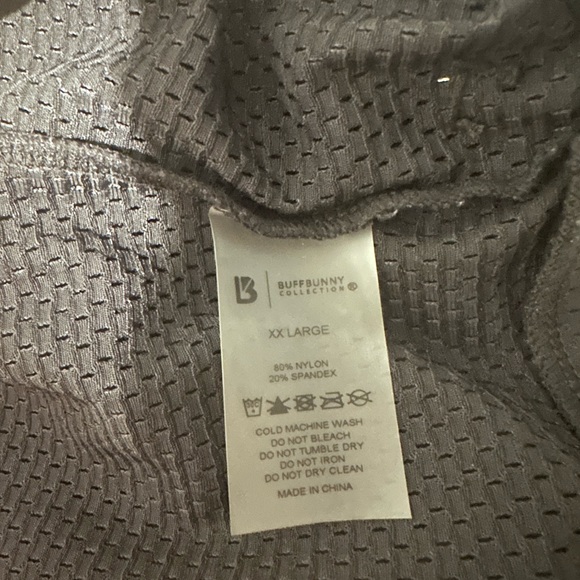 B | BUFFBUNNY
COLLECTION ®
XX LARGE
80% NYLON
20% SPANDEX
COLD MACHINE WASH
DO NOT BLEACH
DO NOT TUMBLE DRY
DO NOT IRON
DO NOT DRY CLEAN
MADE IN CHINA